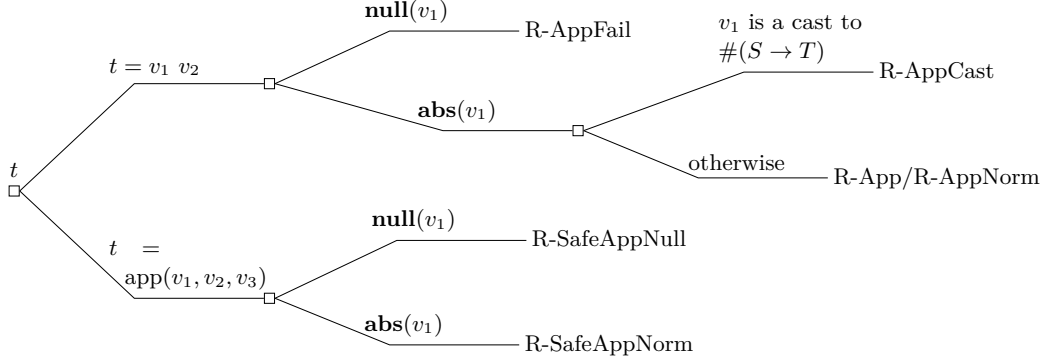 null(v₁)
R-AppFail
v₁ is a cast to
#(S → T)
R-AppCast
t = v₁ v₂
abs(v₁)
otherwise
R-App/R-AppNorm
t
null(v₁)
R-SafeAppNull
t =
app(v₁, v₂, v₃)
abs(v₁)
R-SafeAppNorm